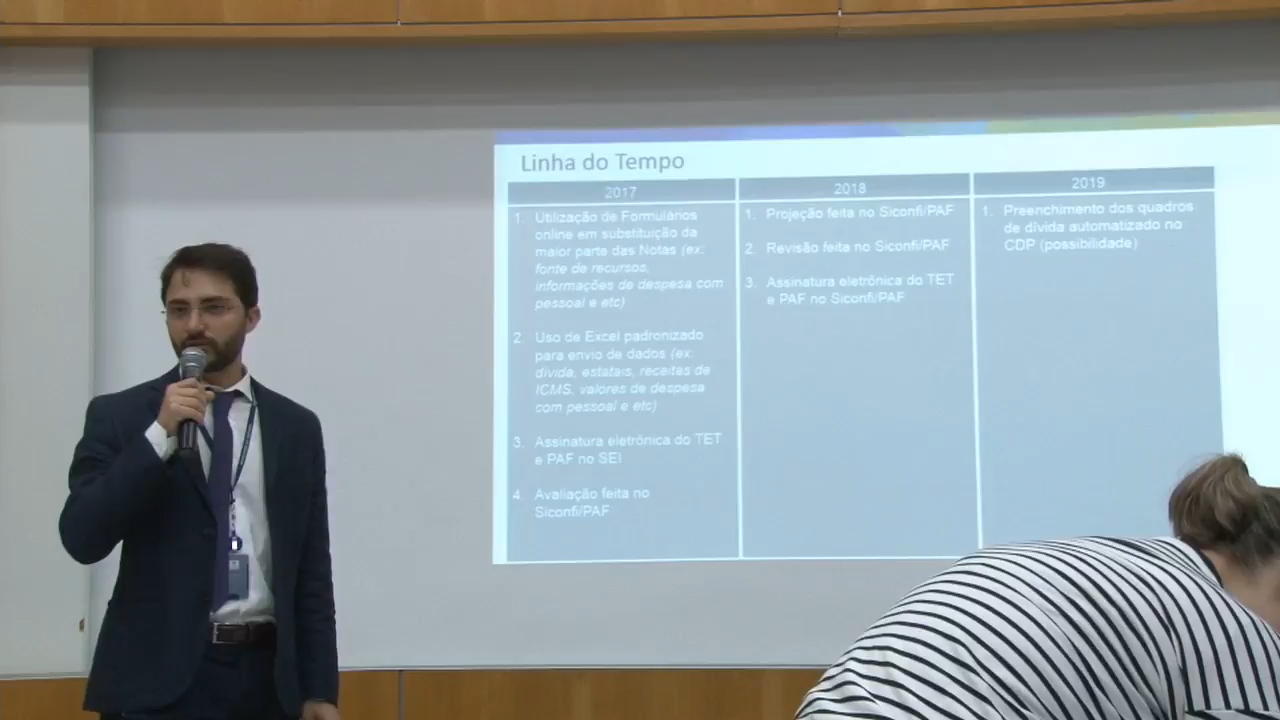 Linha do Tempo
2017
1. Utilização de Formulários
online em substituição da
maior parte das Notas (ex:
fonte de recursos,
informações de despesa com
pessoal e etc)
2. Uso de Excel padronizado
para envio de dados (ex:
dívida, estatais, receitas de
ICMS, valores de despesa
com pessoal e etc)
3. Assinatura eletrônica do TET
e PAF no SEI
4. Avaliação feita no
Siconfi/PAF
2018
1. Projeção feita no Siconfi/PAF
2. Revisão feita no Siconfi/PAF
3. Assinatura eletrônica do TET
e PAF no Siconfi/PAF
2019
1. Preenchimento dos quadros
de dívida automatizado no
CDP (possibilidade)